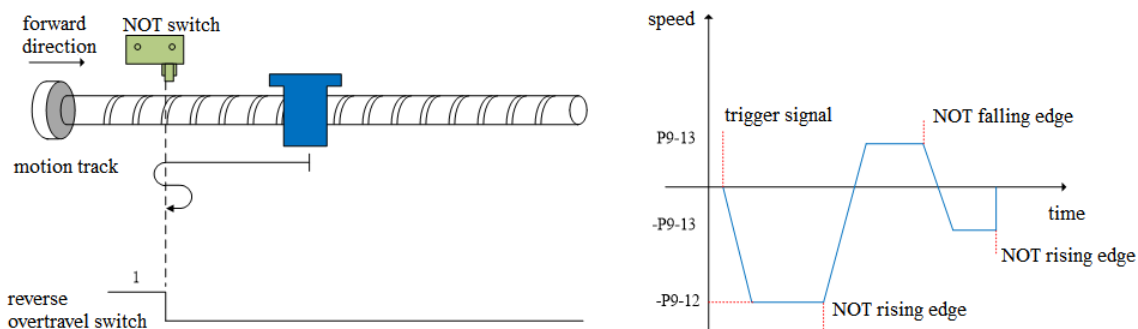 forward
direction
NOT switch
motion track
1
reverse
overtravel switch
speed
trigger signal
NOT falling edge
P9-13
time
-P9-13
NOT rising edge
-P9-12
NOT rising edge